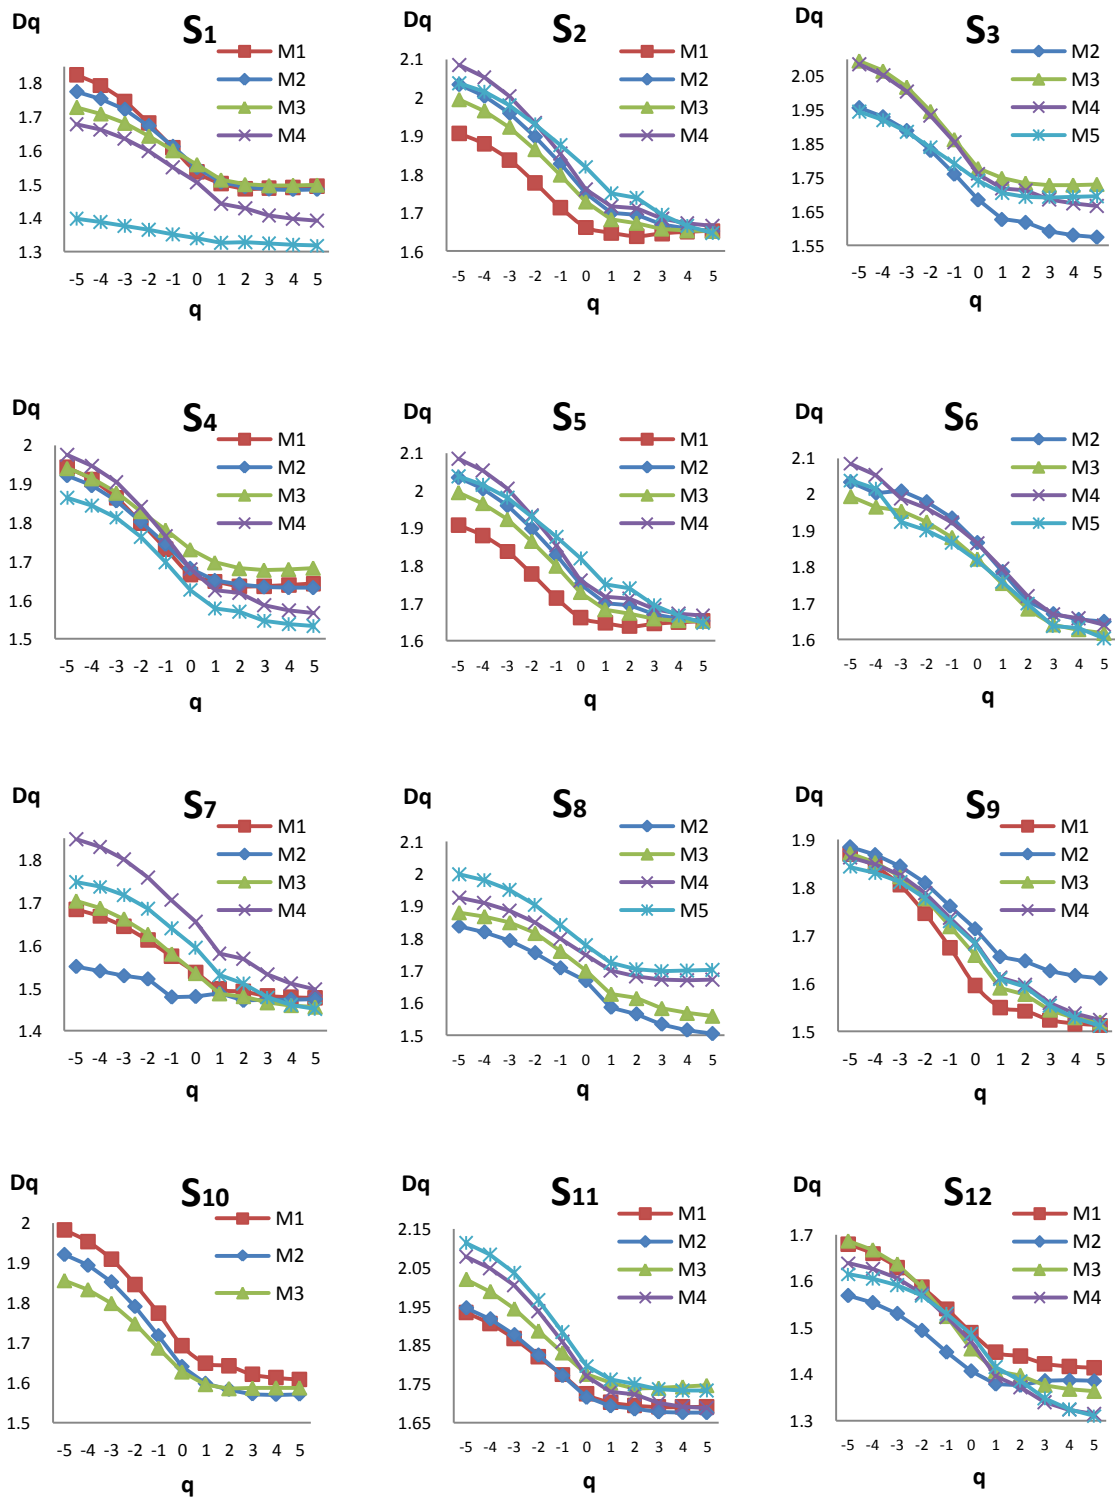 Dq
S1
M1
M2
M3
M4
1.8
1.7
1.6
1.5
1.4
1.3
-5 -4 -3 -2 -1 0 1 2 3 4 5
q
Dq
S2
M1
M2
M3
M4
2.1
2
1.9
1.8
1.7
1.6
-5 -4 -3 -2 -1 0 1 2 3 4 5
q
Dq
S3
M2
M3
M4
M5
2.05
1.95
1.85
1.75
1.65
1.55
-5 -4 -3 -2 -1 0 1 2 3 4 5
q
Dq
S4
M1
M2
M3
M4
2
1.9
1.8
1.7
1.6
1.5
-5 -4 -3 -2 -1 0 1 2 3 4 5
q
Dq
S5
M1
M2
M3
M4
2.1
2
1.9
1.8
1.7
1.6
-5 -4 -3 -2 -1 0 1 2 3 4 5
q
Dq
S6
M2
M3
M4
M5
2.1
2
1.9
1.8
1.7
1.6
-5 -4 -3 -2 -1 0 1 2 3 4 5
q
Dq
S7
M1
M2
M3
M4
1.8
1.7
1.6
1.5
1.4
-5 -4 -3 -2 -1 0 1 2 3 4 5
q
Dq
S8
M2
M3
M4
M5
2.1
2
1.9
1.8
1.7
1.6
1.5
-5 -4 -3 -2 -1 0 1 2 3 4 5
q
Dq
S9
M1
M2
M3
M4
1.9
1.8
1.7
1.6
1.5
-5 -4 -3 -2 -1 0 1 2 3 4 5
q
Dq
S10
M1
M2
M3
2
1.9
1.8
1.7
1.6
1.5
-5 -4 -3 -2 -1 0 1 2 3 4 5
q
Dq
S11
M1
M2
M3
M4
2.15
2.05
1.95
1.85
1.75
1.65
-5 -4 -3 -2 -1 0 1 2 3 4 5
q
Dq
S12
M1
M2
M3
M4
1.7
1.6
1.5
1.4
1.3
-5 -4 -3 -2 -1 0 1 2 3 4 5
q